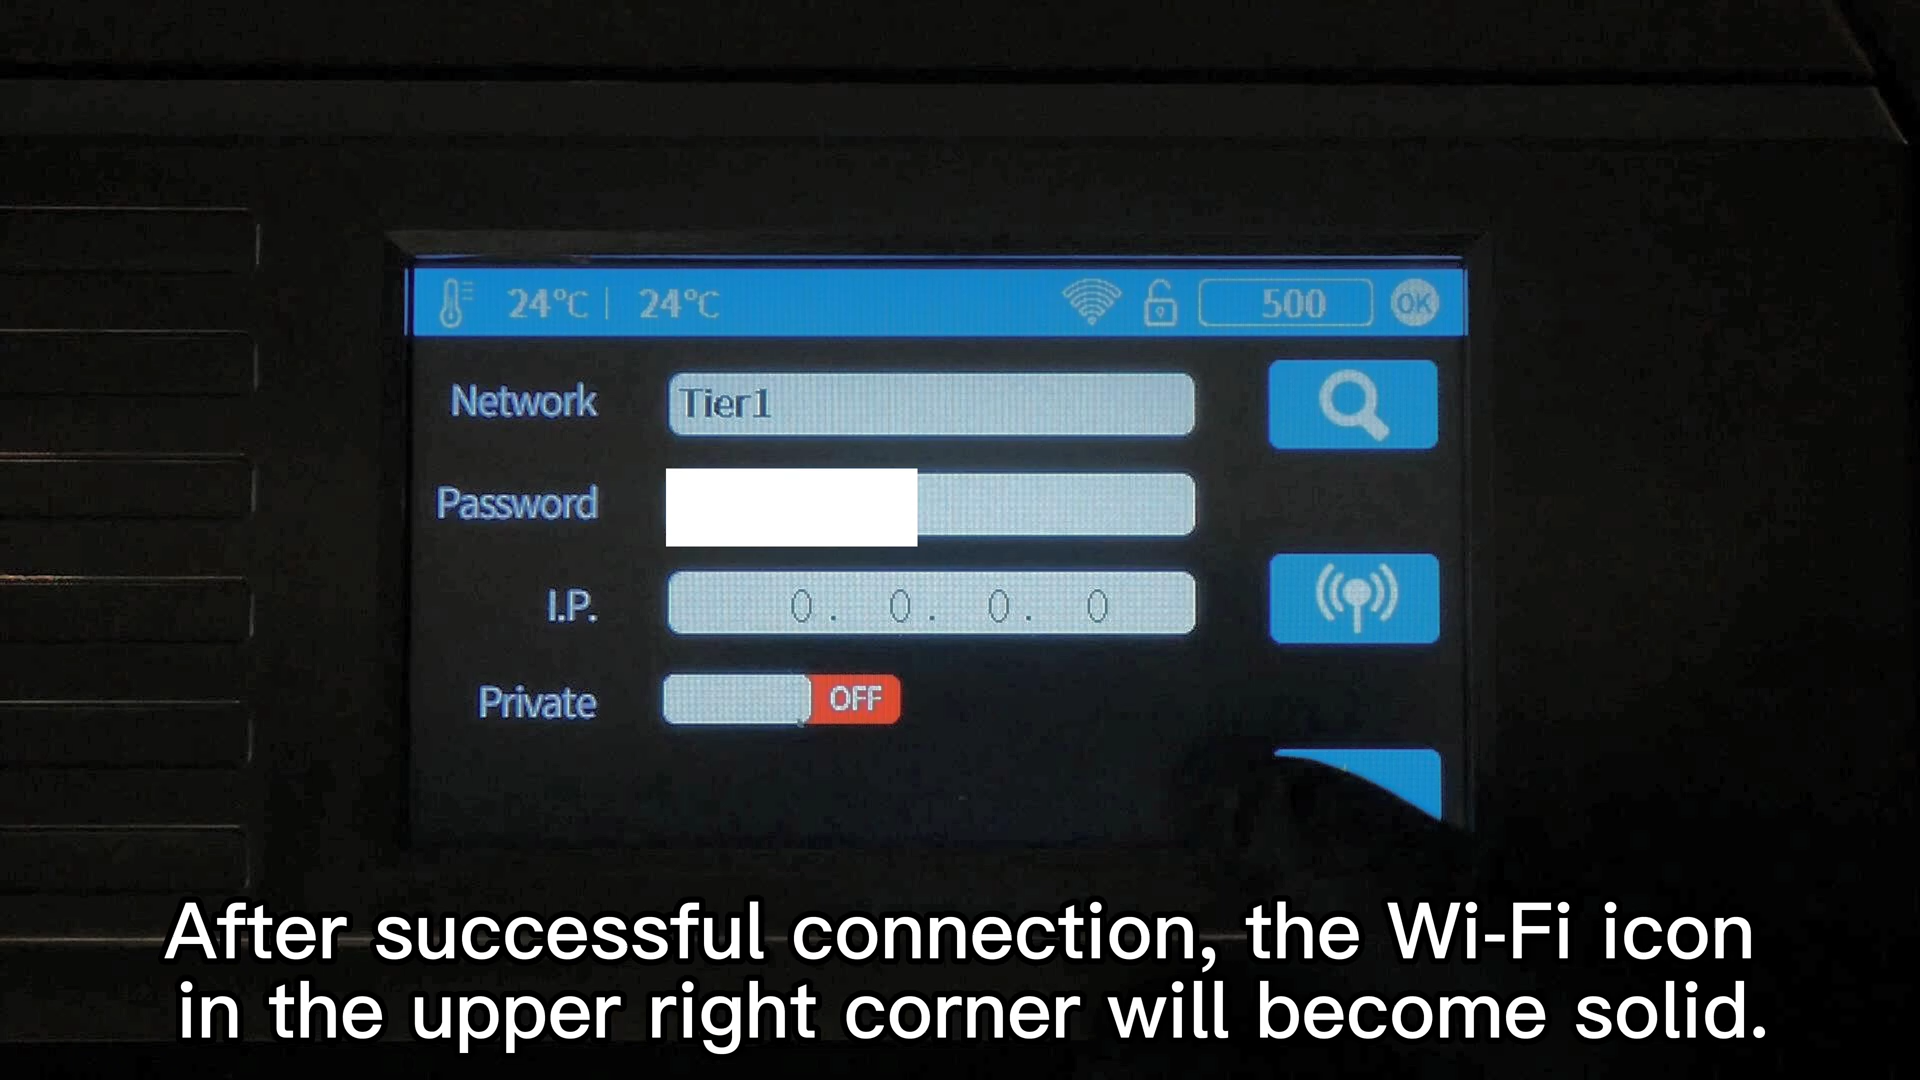 24°C | 24°C 500 OK
Network Tier1
Password
I.P. 0. 0. 0. 0
Private OFF
After successful connection, the Wi-Fi icon
in the upper right corner will become solid.